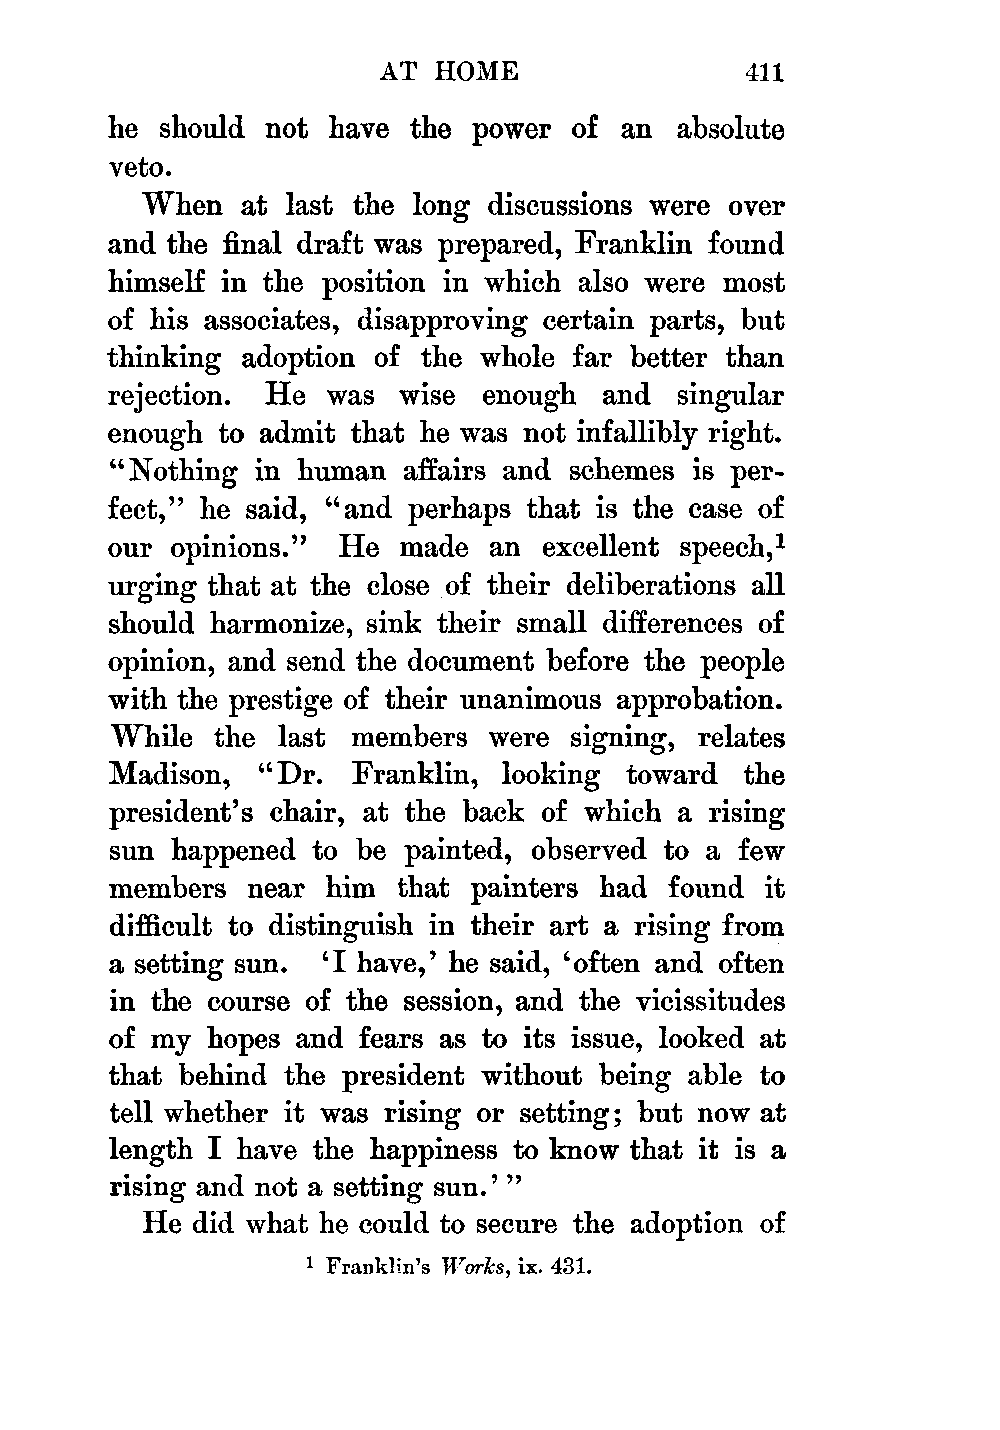 AT HOME 411
he should not have the power of an absolute
veto.
When at last the long discussions were over
and the final draft was prepared, Franklin found
himself in the position in which also were most
of his associates, disapproving certain parts, but
thinking adoption of the whole far better than
rejection. He was wise enough and singular
enough to admit that he was not infallibly right.
“Nothing in human affairs and schemes is per-
fect,” he said, “and perhaps that is the case of
our opinions.” He made an excellent speech,¹
urging that at the close of their deliberations all
should harmonize, sink their small differences of
opinion, and send the document before the people
with the prestige of their unanimous approbation.
While the last members were signing, relates
Madison, “Dr. Franklin, looking toward the
president’s chair, at the back of which a rising
sun happened to be painted, observed to a few
members near him that painters had found it
difficult to distinguish in their art a rising from
a setting sun. ‘I have,’ he said, ‘often and often
in the course of the session, and the vicissitudes
of my hopes and fears as to its issue, looked at
that behind the president without being able to
tell whether it was rising or setting; but now at
length I have the happiness to know that it is a
rising and not a setting sun.’ ”
He did what he could to secure the adoption of
¹ Franklin’s Works, ix. 431.